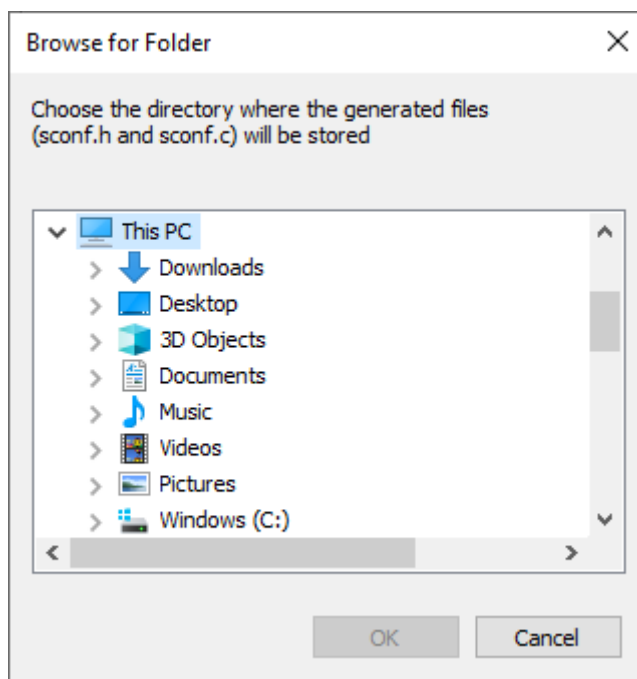 Browse for Folder
Choose the directory where the generated files
(sconf.h and sconf.c) will be stored
This PC
Downloads
Desktop
3D Objects
Documents
Music
Videos
Pictures
Windows (C:)
OK
Cancel